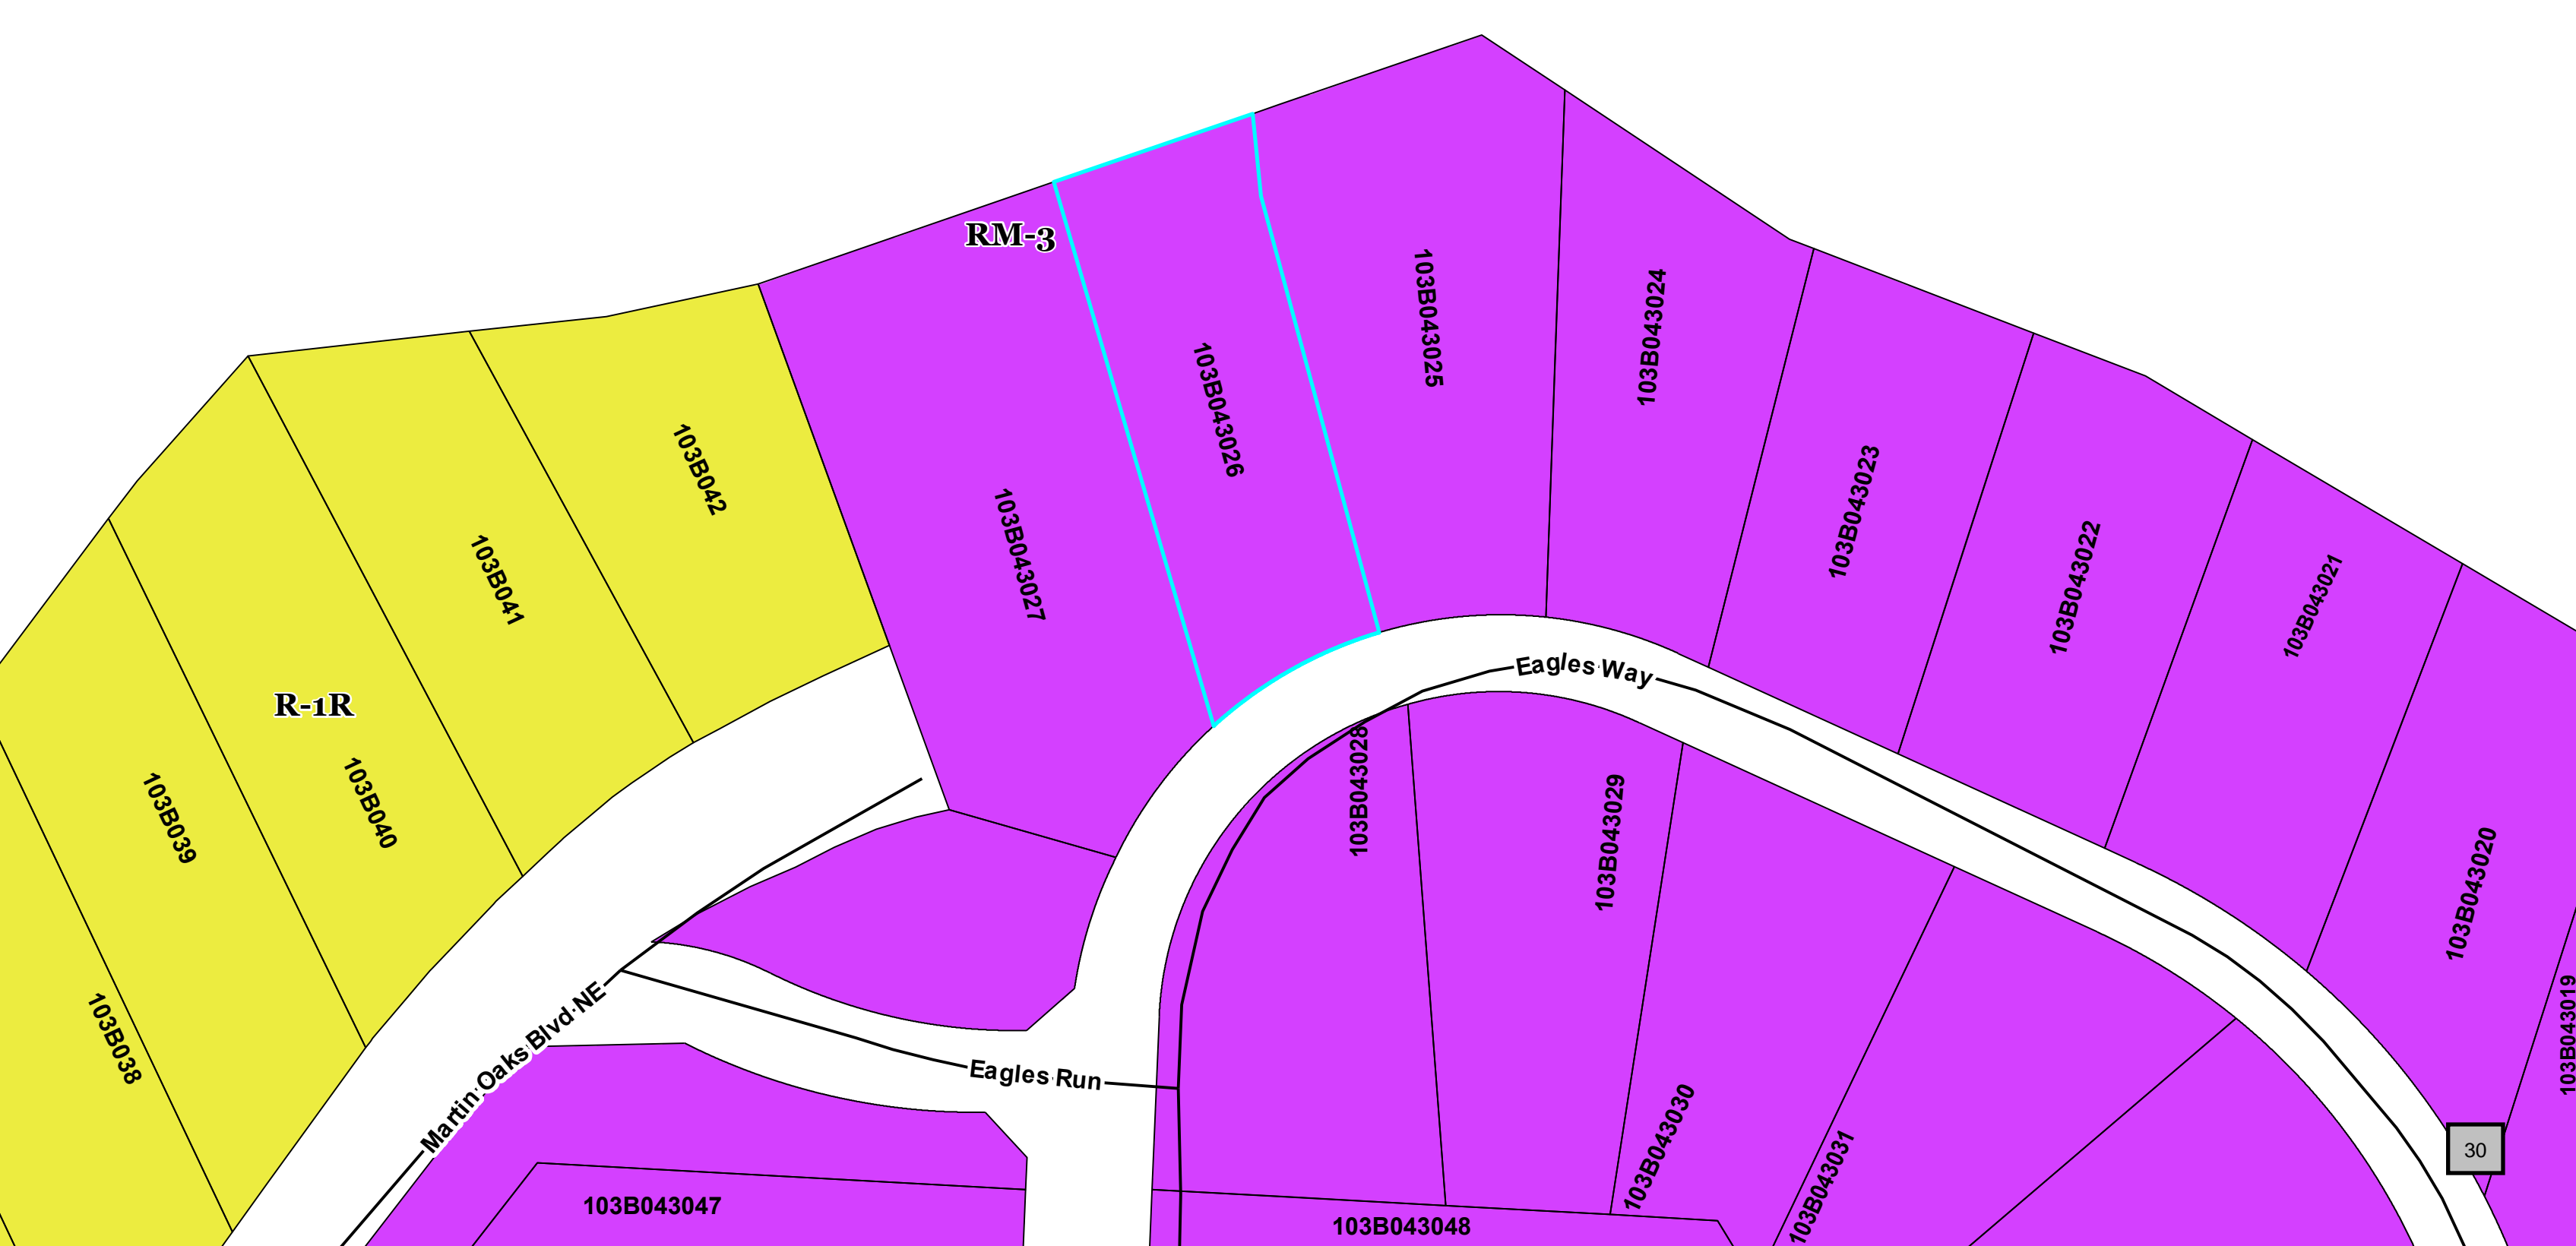 RM-3
103B043025
103B043024
103B043026
103B042
103B043023
103B043027
103B041
103B043022
103B043021
Eagles Way
R-1R
103B043028
103B040
103B039
103B043029
103B043020
103B043019
Martin Oaks Blvd NE
103B038
Eagles Run
103B043030
103B043031
30
103B043047
103B043048